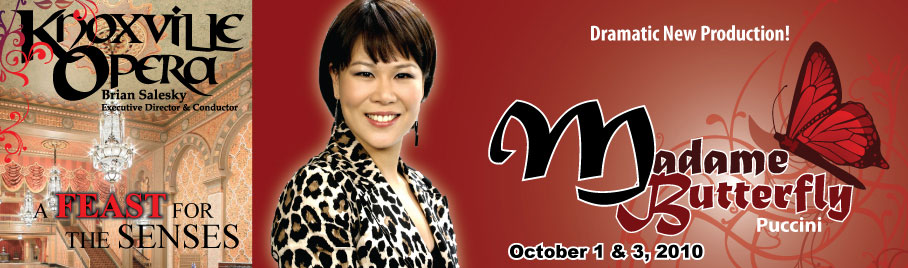 Knoxville
Opera
Brian Salesky
Executive Director & Conductor
A FEAST FOR
THE SENSES
Dramatic New Production!
Madame
Butterfly
Puccini
October 1 & 3, 2010